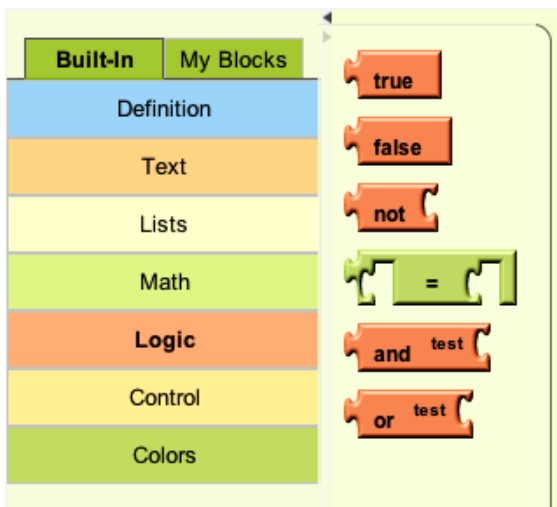 Built-In
My Blocks
Definition
Text
Lists
Math
Logic
Control
Colors
true
false
not
=
and test
or test